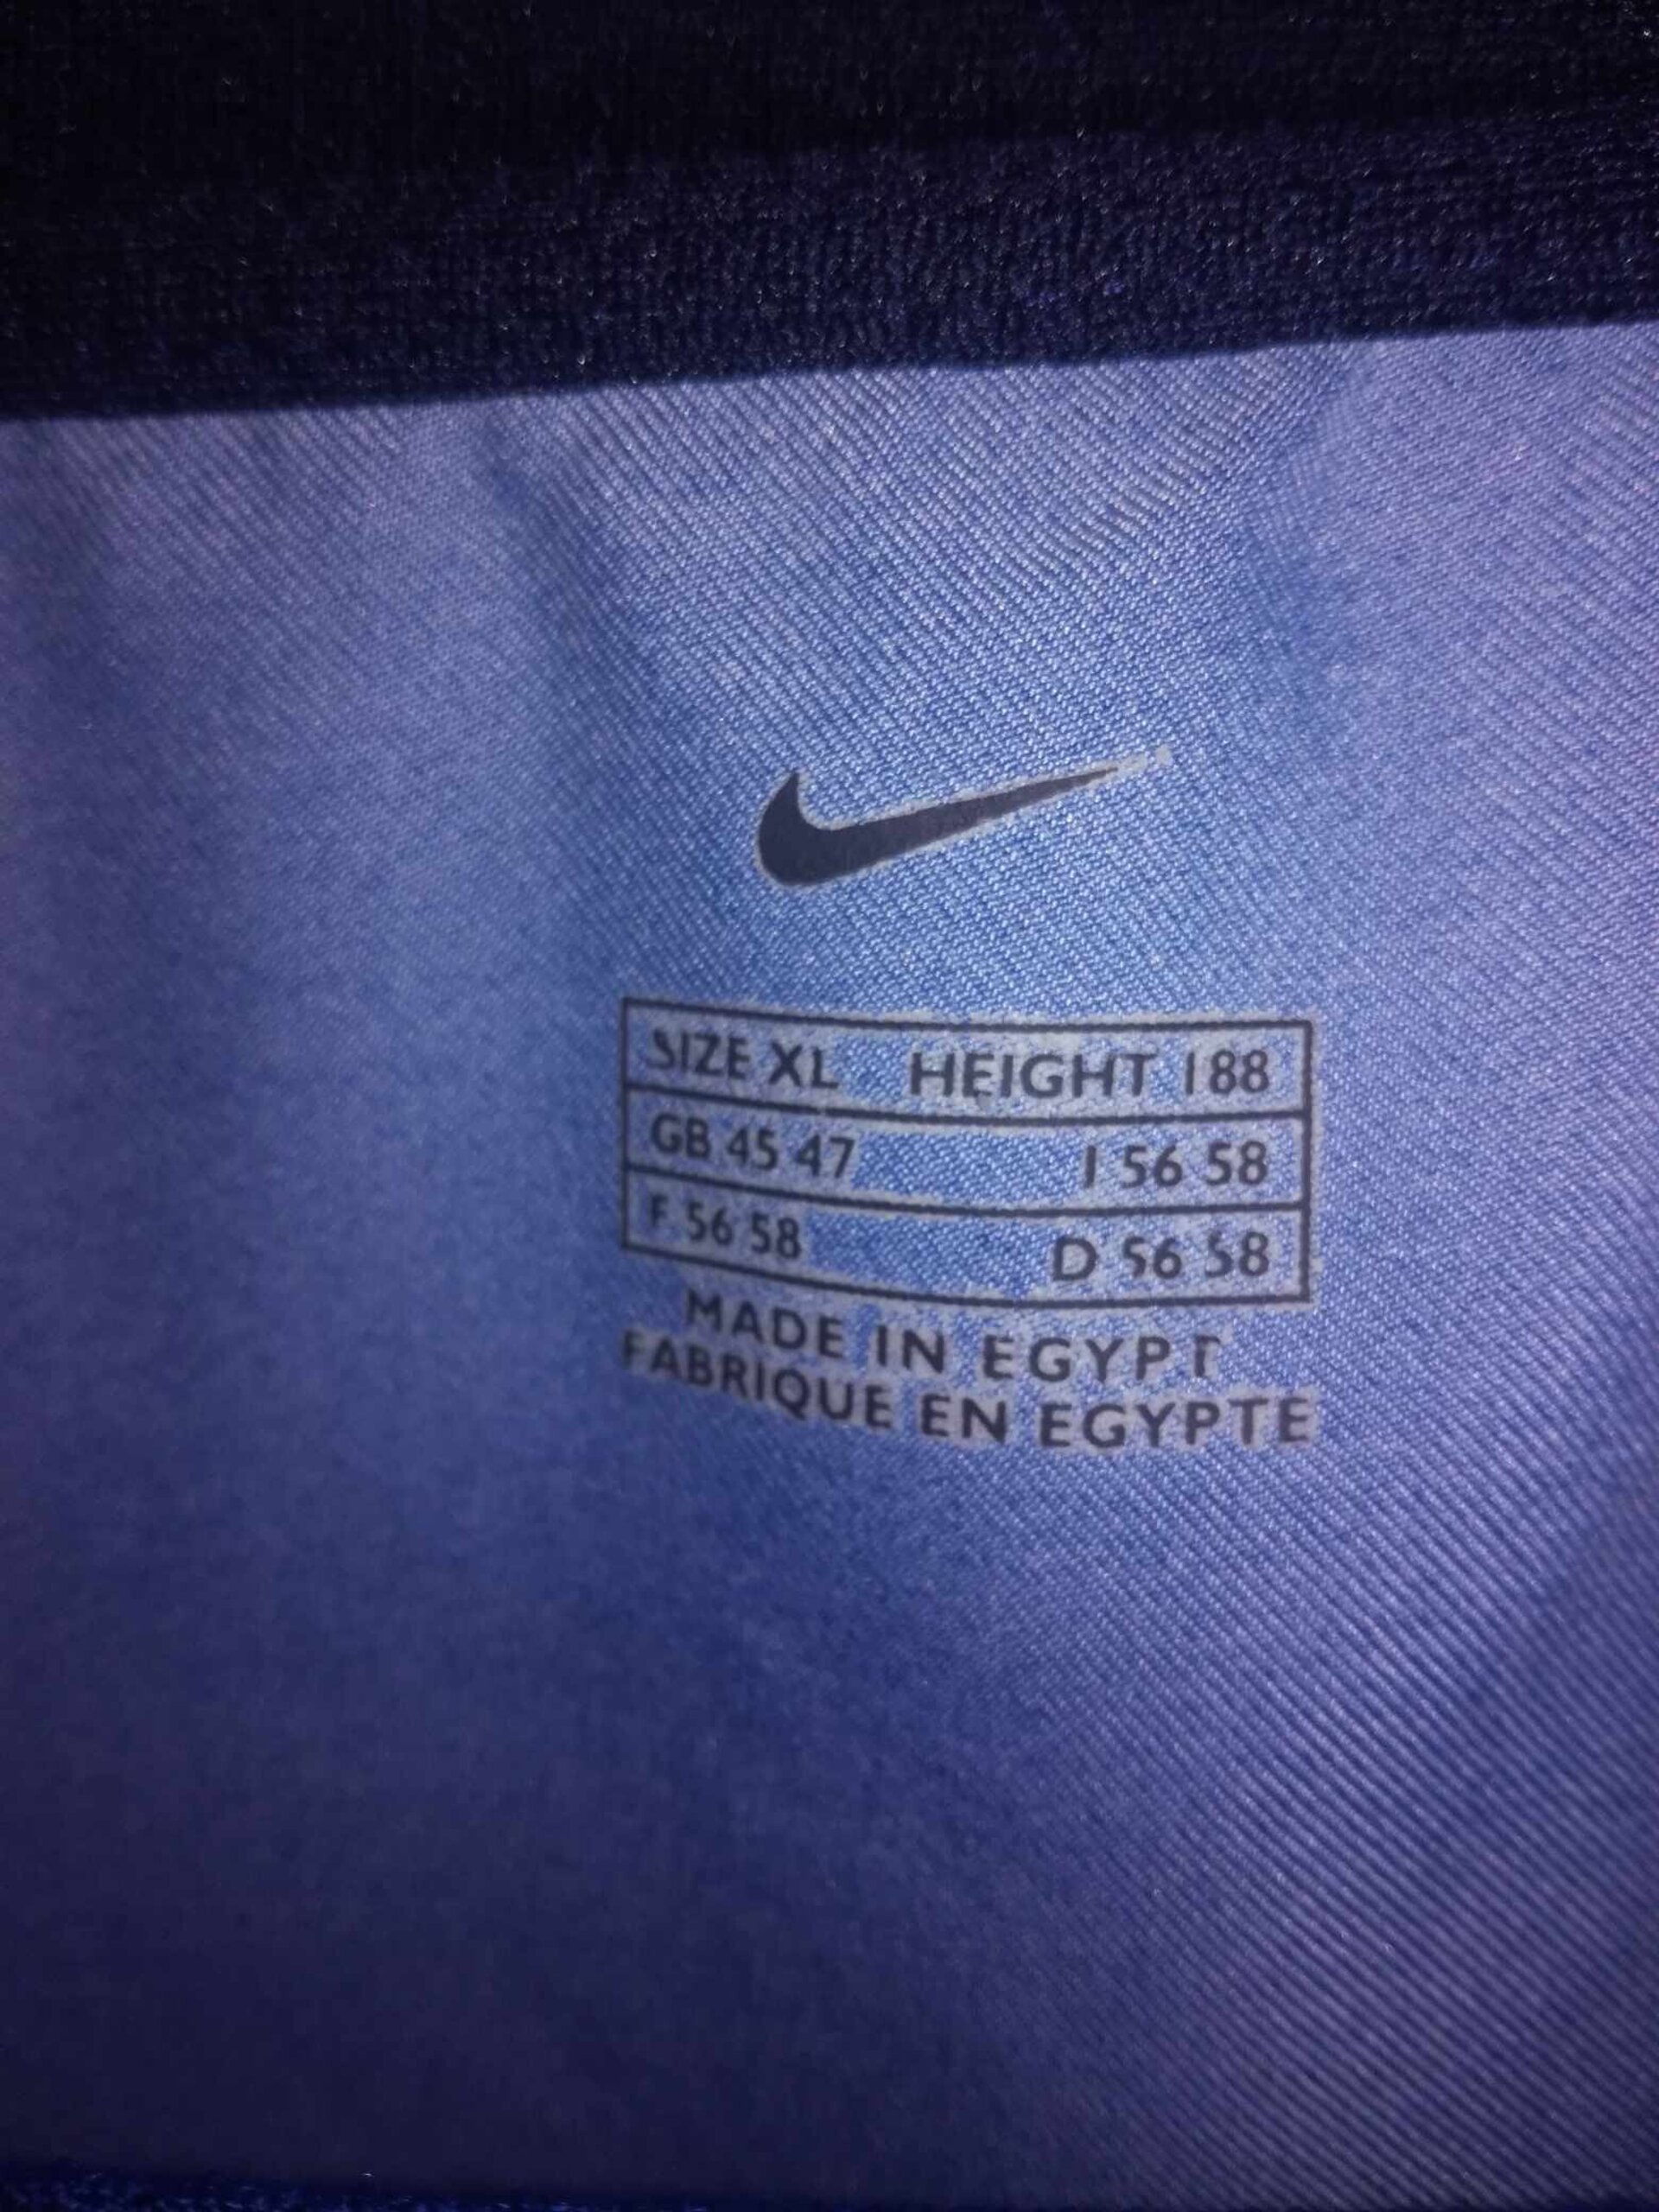 SIZE XL HEIGHT 188
GB 45 47 I 56 58
F 56 58 D 56 58
MADE IN EGYPT
FABRIQUE EN EGYPTE